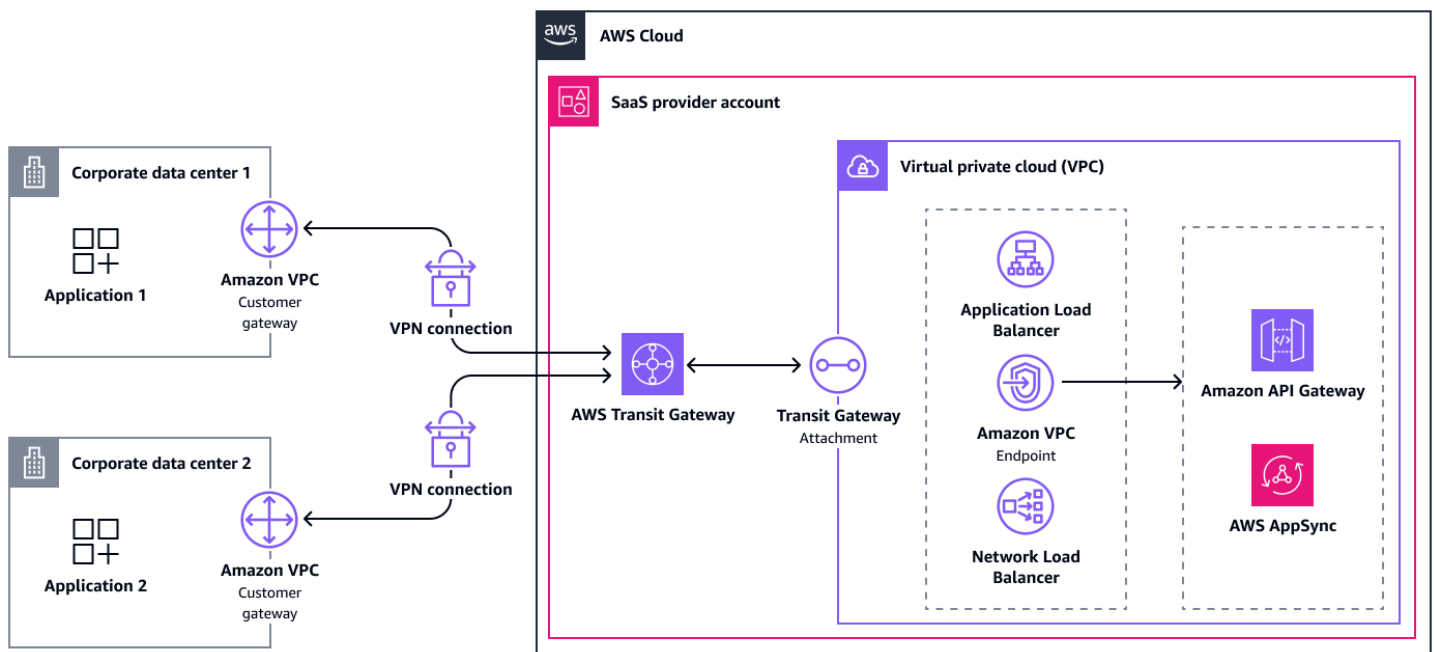 aws
AWS Cloud
SaaS provider account
Corporate data center 1
Virtual private cloud (VPC)
Application 1
Amazon VPC
Customer
gateway
VPN connection
Application Load
Balancer
Amazon API Gateway
AWS Transit Gateway
Transit Gateway
Attachment
Amazon VPC
Endpoint
Corporate data center 2
VPN connection
Network Load
Balancer
AWS AppSync
Application 2
Amazon VPC
Customer
gateway